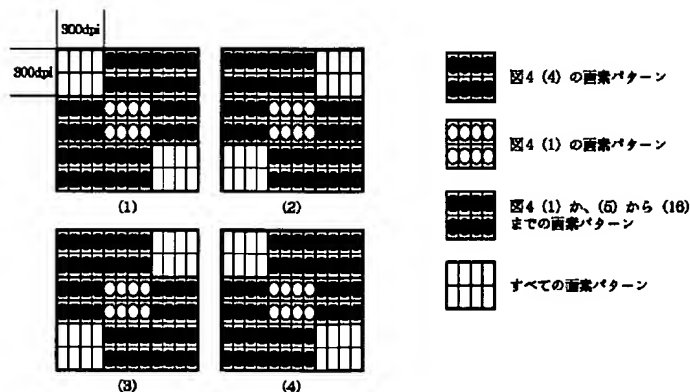 300dpi
300dpi
(1)
(2)
(3)
(4)
図4 (4) の画素パターン
図4 (1) の画素パターン
図4 (1) か、(5) から (16)
までの画素パターン
すべての画素パターン